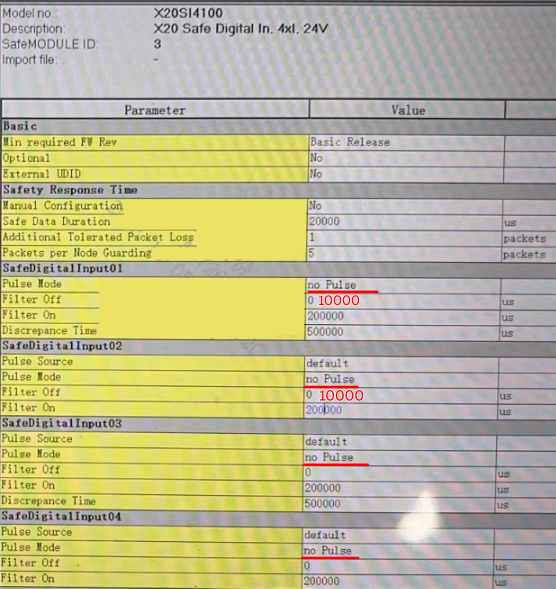 Model no.: X20SI4100
Description: X20 Safe Digital In, 4xI, 24V
SafeMODULE ID: 3
Import file: -
Parameter Value
Basic
Min required FW Rev Basic Release
Optional No
External UDID No
Safety Response Time
Manual Configuration No
Safe Data Duration 20000 us
Additional Tolerated Packet Loss 1 packets
Packets per Node Guarding 5 packets
SafeDigitalInput01
Pulse Mode no Pulse
Filter Off 0 10000 us
Filter On 200000 us
Discrepance Time 500000 us
SafeDigitalInput02
Pulse Source default
Pulse Mode no Pulse
Filter Off 0 10000 us
Filter On 200000 us
SafeDigitalInput03
Pulse Source default
Pulse Mode no Pulse
Filter Off 0 us
Filter On 200000 us
Discrepance Time 500000 us
SafeDigitalInput04
Pulse Source default
Pulse Mode no Pulse
Filter Off 0 us
Filter On 200000 us